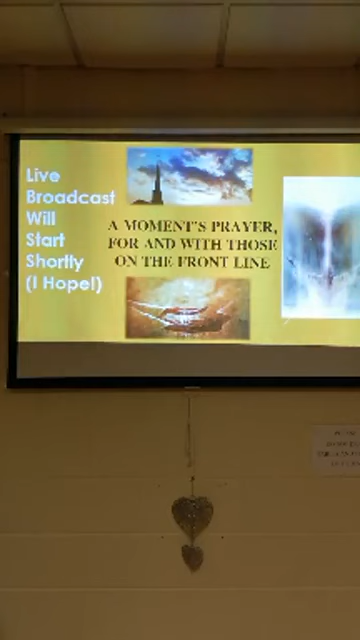 Live
Broadcast
Will
Start
Shortly
(I Hope!)
A MOMENT'S PRAYER,
FOR AND WITH THOSE
ON THE FRONT LINE